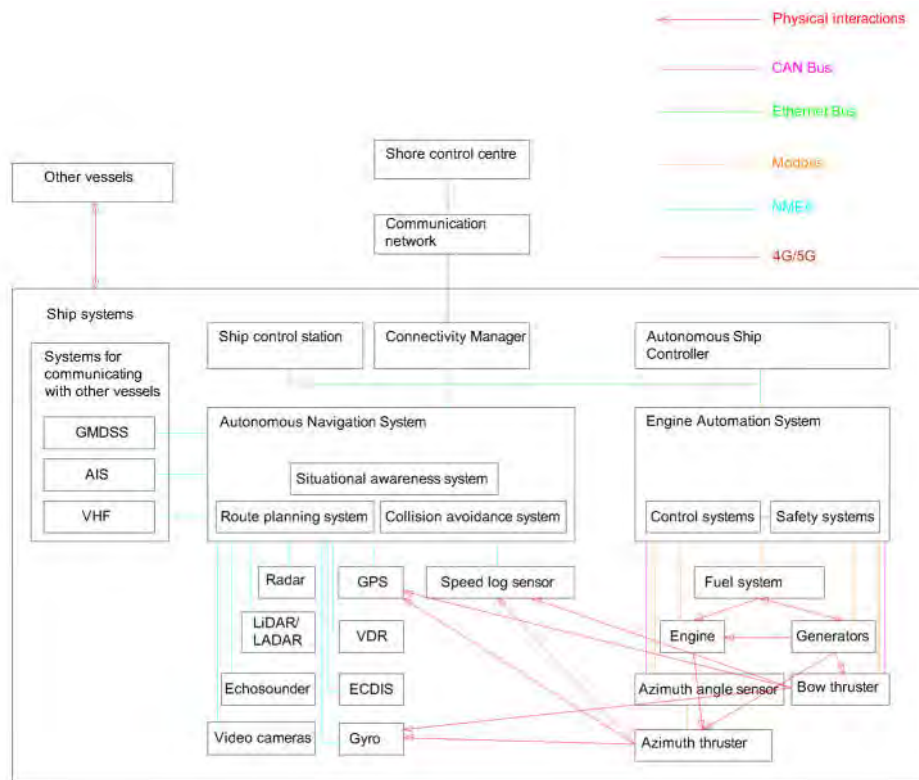 Physical interactions
CAN Bus
Ethernet Bus
4G/5G
Shore control centre
Other vessels
Communication
network
Ship systems
Ship control station
Connectivity Manager
Autonomous Ship
Controller
Systems for
communicating
with other vessels
GMDSS
AIS
VHF
Autonomous Navigation System
Situational awareness system
Route planning system
Collision avoidance system
Engine Automation System
Control systems
Safety systems
Radar
GPS
Speed log sensor
Fuel system
LiDAR/
LADAR
VDR
Engine
Generators
Echosounder
ECDIS
Azimuth angle sensor
Bow thruster
Video cameras
Gyro
Azimuth thruster